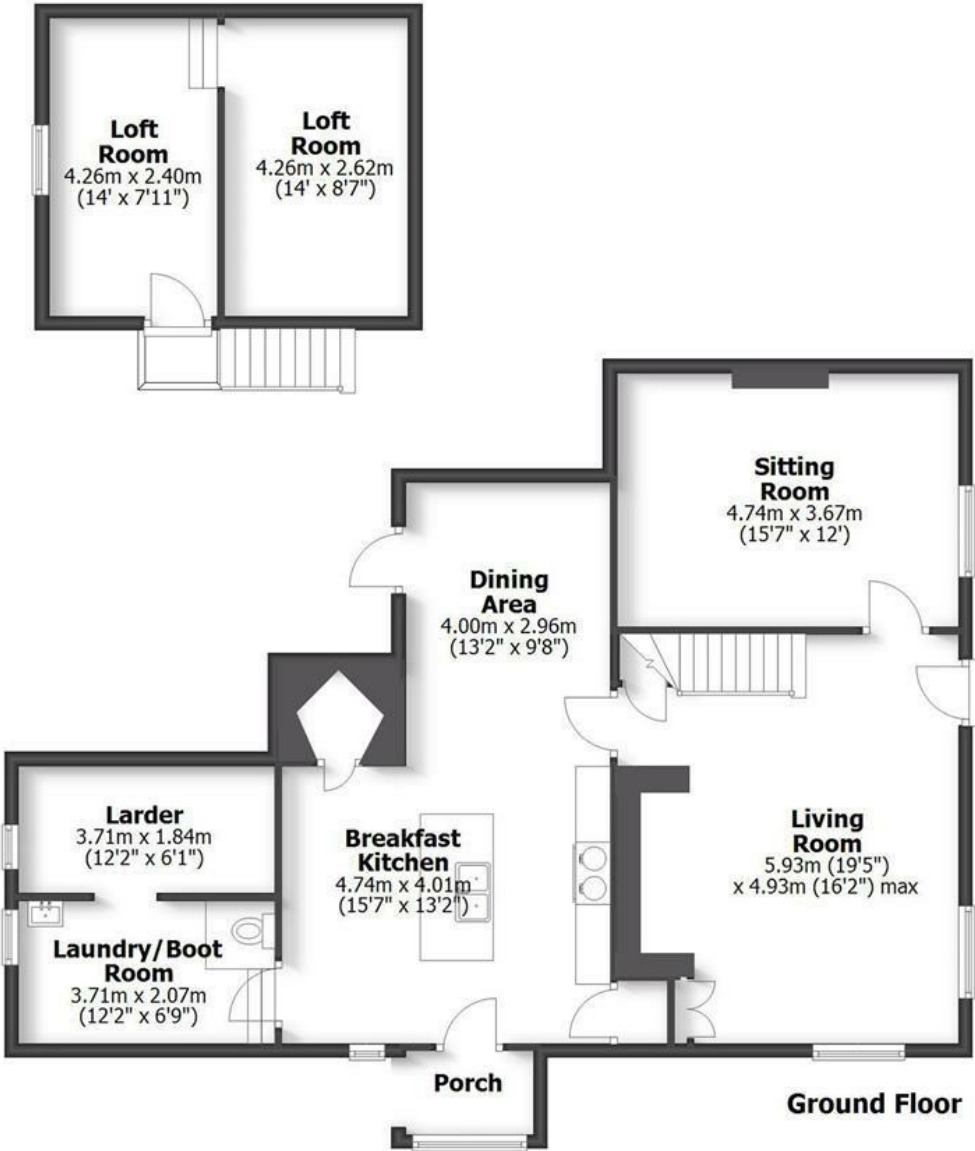 Loft
Room
4.26m x 2.40m
(14' x 7'11")
Loft
Room
4.26m x 2.62m
(14' x 8'7")
Sitting
Room
4.74m x 3.67m
(15'7" x 12')
Dining
Area
4.00m x 2.96m
(13'2" x 9'8")
Larder
3.71m x 1.84m
(12'2" x 6'1")
Breakfast
Kitchen
4.74m x 4.01m
(15'7" x 13'2")
Living
Room
5.93m (19'5")
x 4.93m (16'2") max
Laundry/Boot
Room
3.71m x 2.07m
(12'2" x 6'9")
Porch
Ground Floor